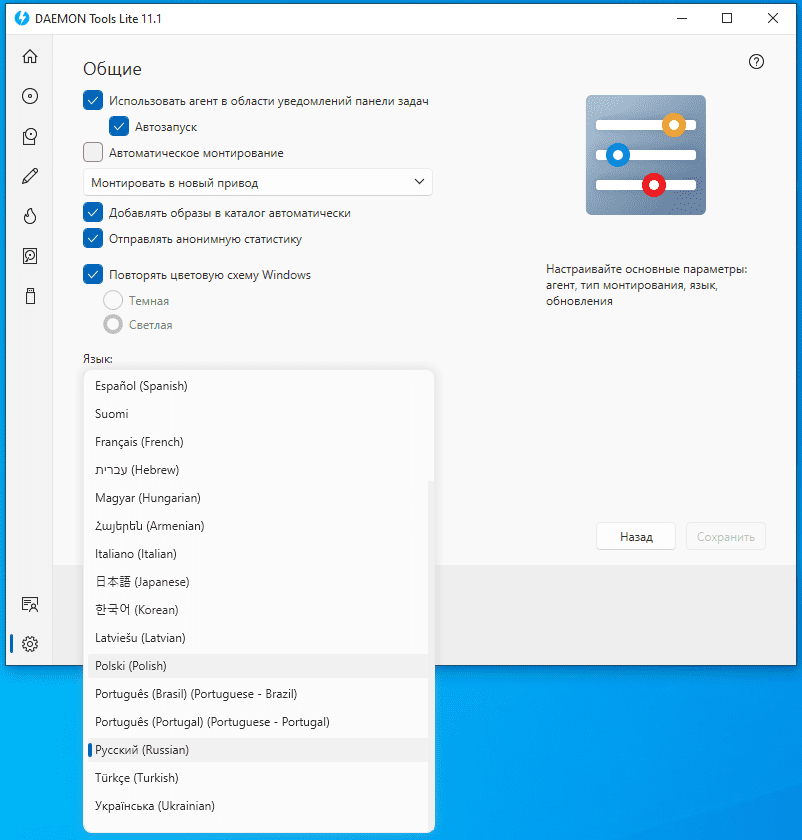 DAEMON Tools Lite 11.1
Общие
Использовать агент в области уведомлений панели задач
Автозапуск
Автоматическое монтирование
Монтировать в новый привод
Добавлять образы в каталог автоматически
Отправлять анонимную статистику
Повторять цветовую схему Windows
Темная
Светлая
Настраивайте основные параметры:
агент, тип монтирования, язык,
обновления
Язык:
Español (Spanish)
Suomi
Français (French)
עברית (Hebrew)
Magyar (Hungarian)
Հայերեն (Armenian)
Italiano (Italian)
日本語 (Japanese)
한국어 (Korean)
Latviešu (Latvian)
Polski (Polish)
Português (Brasil) (Portuguese - Brazil)
Português (Portugal) (Portuguese - Portugal)
Русский (Russian)
Türkçe (Turkish)
Українська (Ukrainian)
Назад
Сохранить